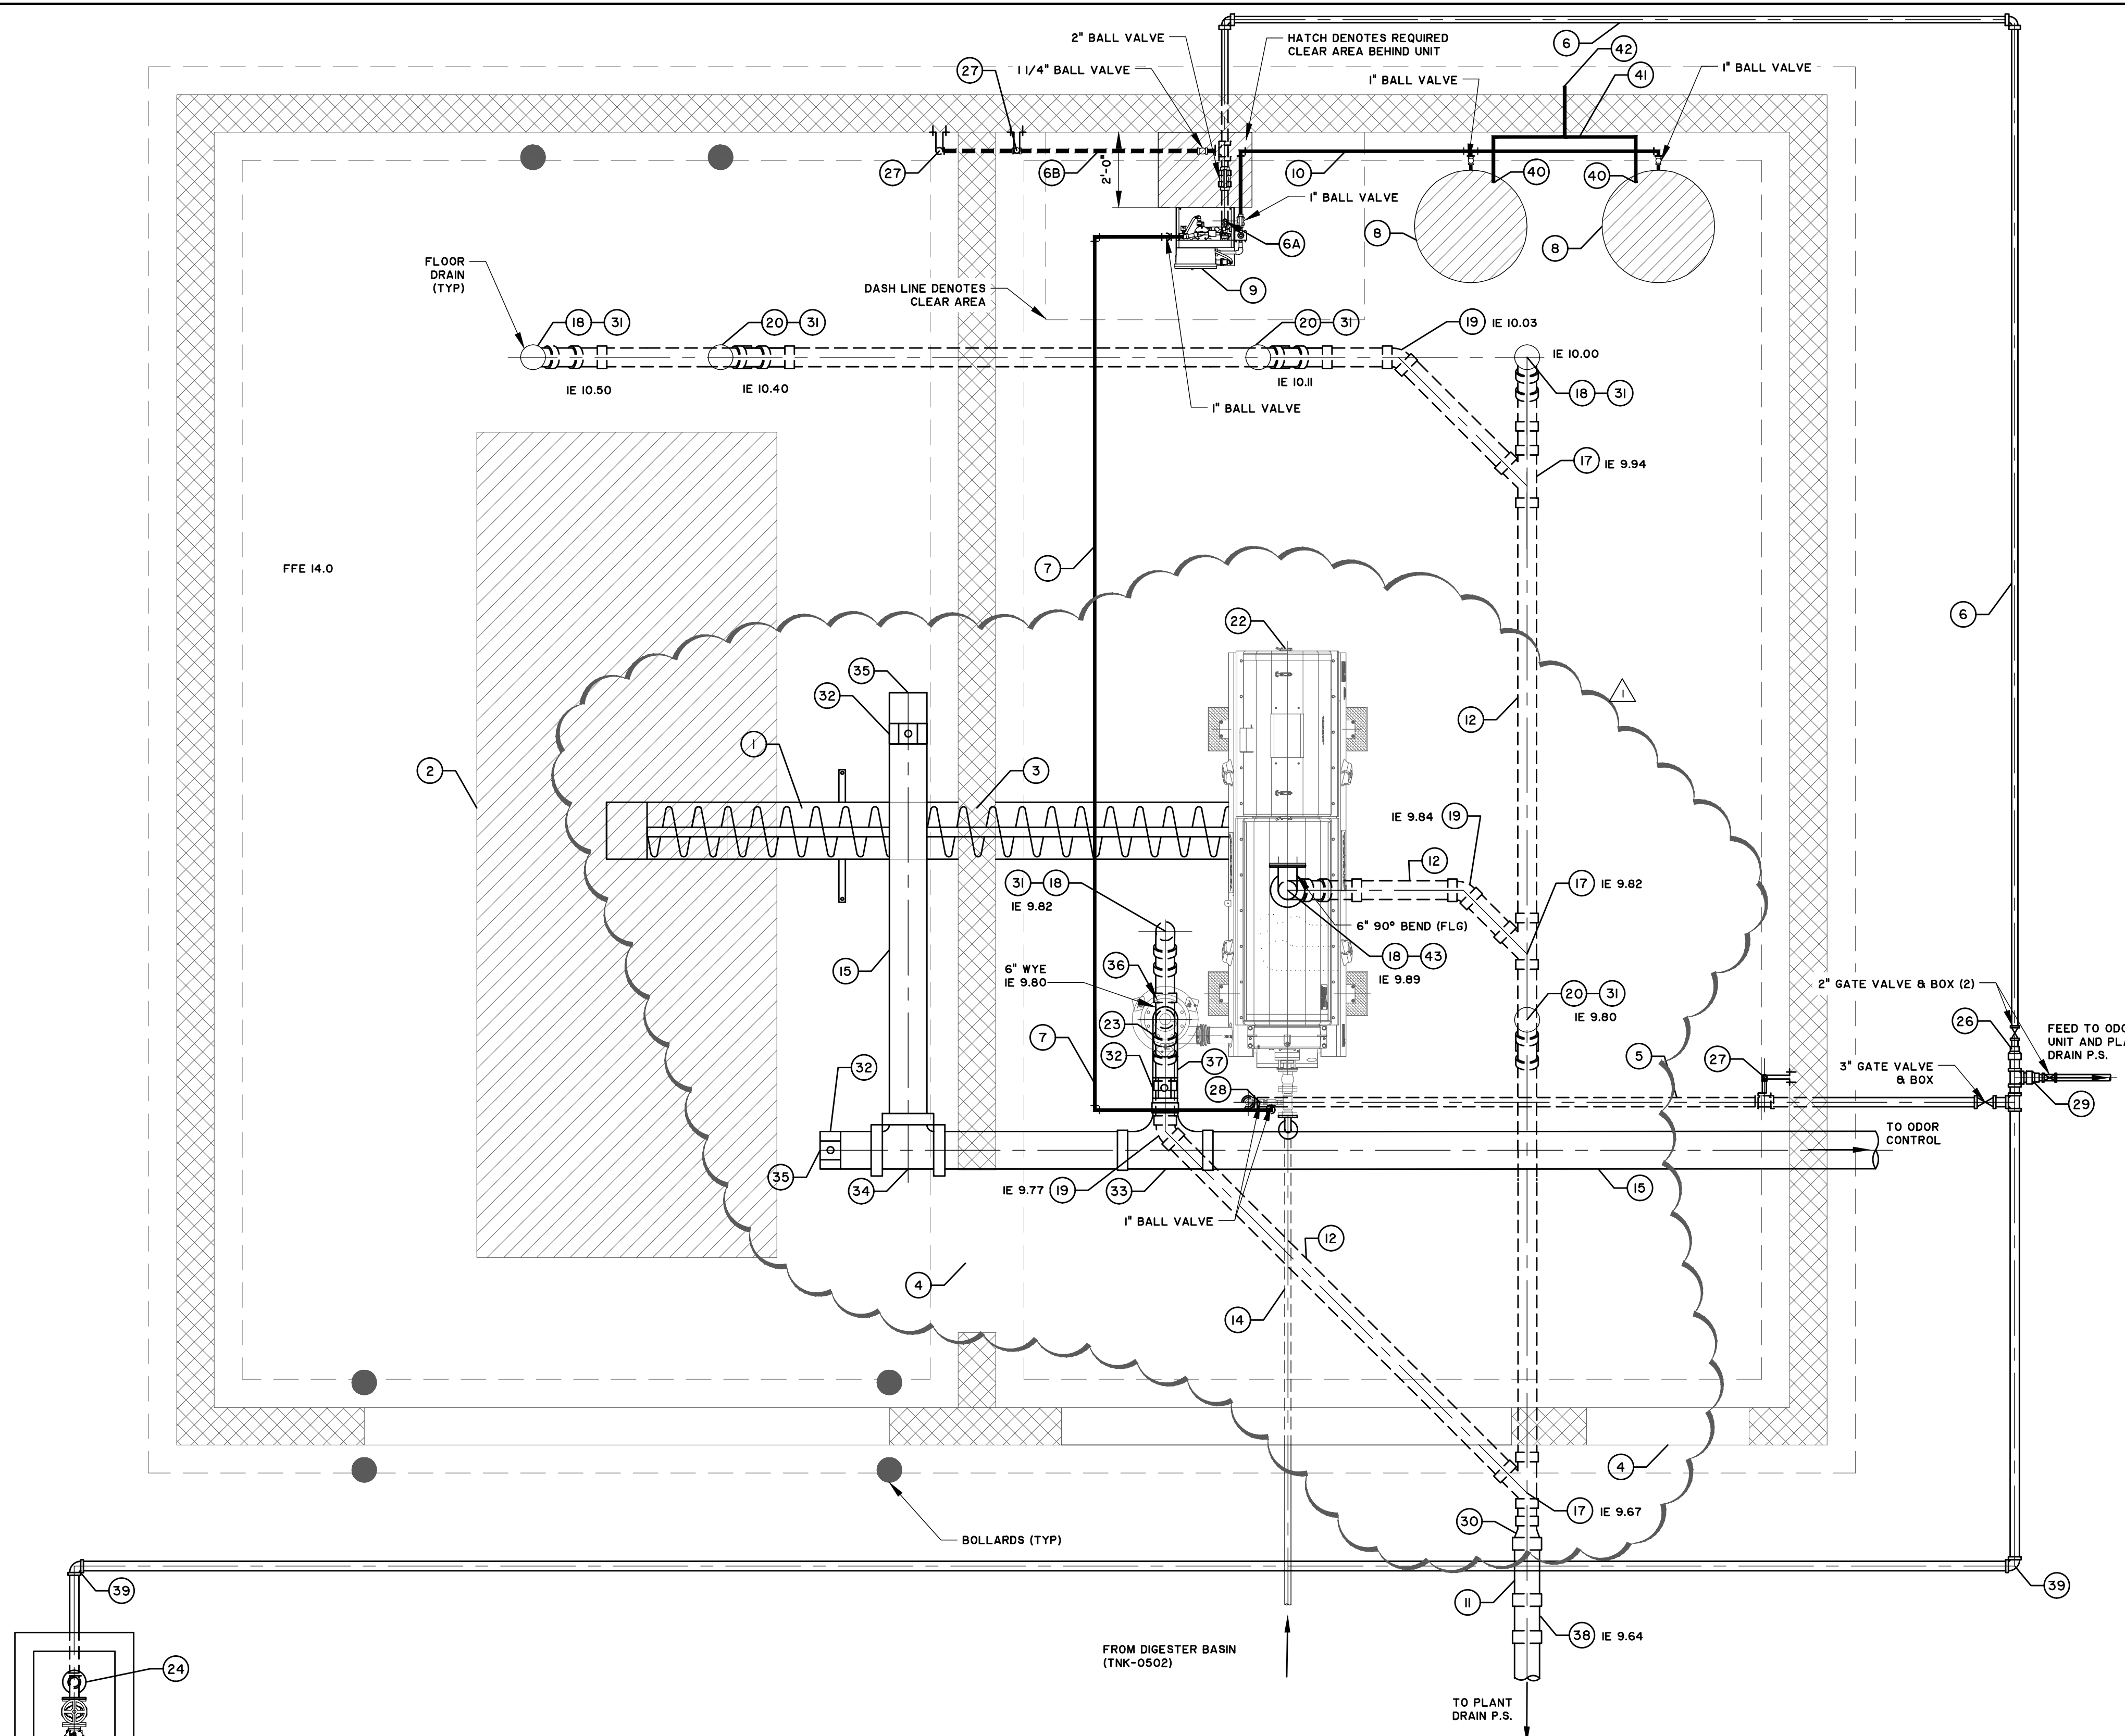 2" BALL VALVE
HATCH DENOTES REQUIRED
CLEAR AREA BEHIND UNIT
6
42
27
1 1/4" BALL VALVE
1" BALL VALVE
41
1" BALL VALVE
27
6B
2'-0"
10
40
40
1" BALL VALVE
8
8
6A
FLOOR
DRAIN
(TYP)
DASH LINE DENOTES
CLEAR AREA
9
18
31
20
31
20
31
19
IE 10.03
IE 10.00
IE 10.50
IE 10.40
IE 10.11
18
31
1" BALL VALVE
17
IE 9.94
FFE 14.0
7
6
22
35
32
1
1
12
2
3
IE 9.84
19
12
31
18
IE 9.82
17
IE 9.82
6" 90° BEND (FLG)
15
36
6" WYE
IE 9.80
18
43
IE 9.89
2" GATE VALVE & BOX (2)
20
31
IE 9.80
26
23
FEED TO ODO
UNIT AND PLA
DRAIN P.S.
7
32
37
5
27
3" GATE VALVE
& BOX
32
28
29
TO ODOR
CONTROL
35
34
IE 9.77
19
33
15
1" BALL VALVE
12
4
14
4
17
IE 9.67
30
BOLLARDS (TYP)
39
39
11
38
IE 9.64
FROM DIGESTER BASIN
(TNK-0502)
24
TO PLANT
DRAIN P.S.